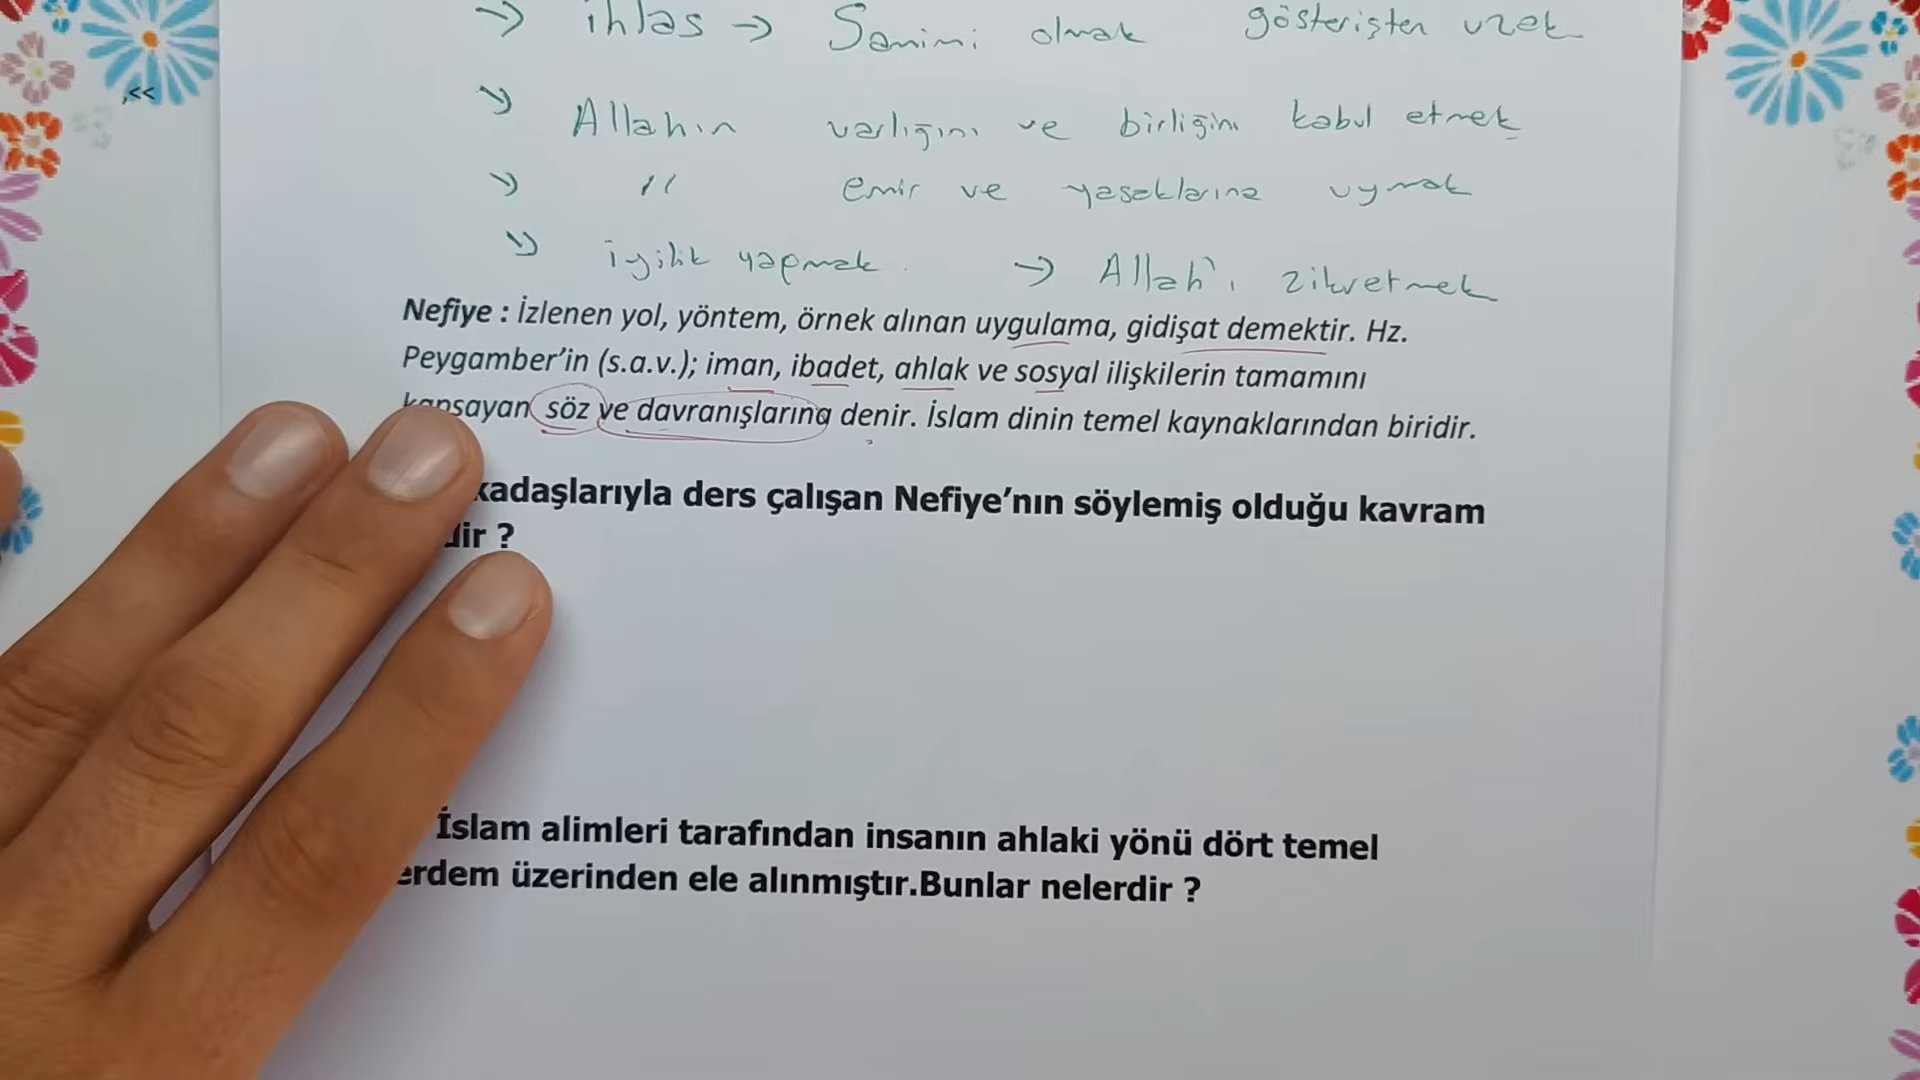 → ihlas → Samimi olmak gösterişten uzak
,<<
→ Allahın varlığını ve birliğini kabul etmek
→ " emir ve yasaklarına uymak
→ iyilik yapmak. → Allah'ı zikretmek
Nefiye : İzlenen yol, yöntem, örnek alınan uygulama, gidişat demektir. Hz.
Peygamber'in (s.a.v.); iman, ibadet, ahlak ve sosyal ilişkilerin tamamını
kapsayan söz ve davranışlarına denir. İslam dinin temel kaynaklarından biridir.
kadaşlarıyla ders çalışan Nefiye'nın söylemiş olduğu kavram
dir ?
İslam alimleri tarafından insanın ahlaki yönü dört temel
erdem üzerinden ele alınmıştır.Bunlar nelerdir ?